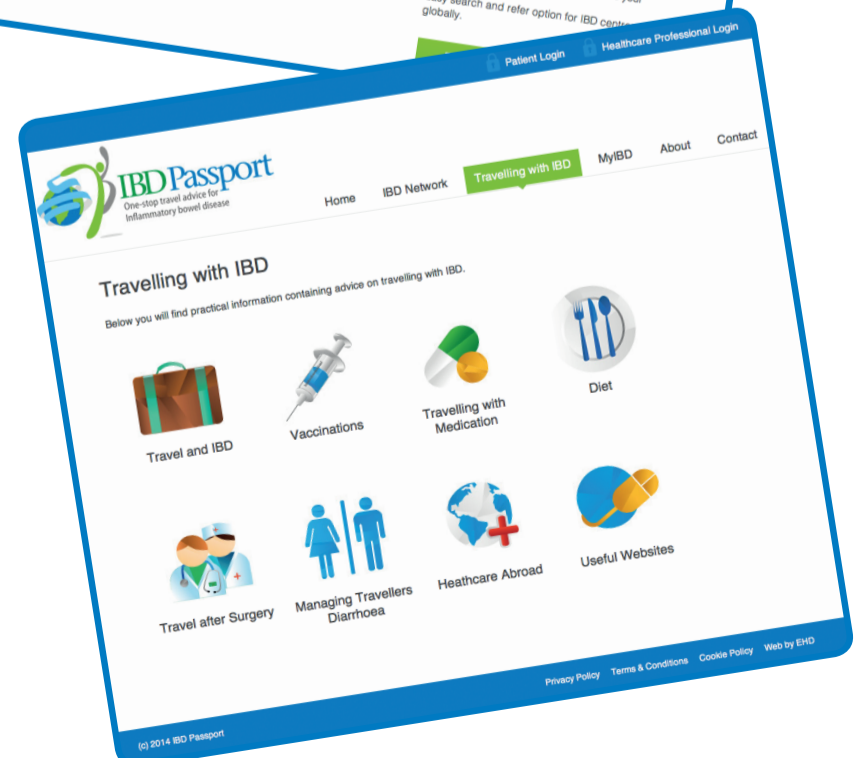 search and refer option for IBD
globally.
Patient Login
Healthcare Professional Login
IBD Passport
One-stop travel advice for
Inflammatory bowel disease
Home
IBD Network
Travelling with IBD
MyIBD
About
Contact
Travelling with IBD
Below you will find practical information containing advice on travelling with IBD.
Travel and IBD
Vaccinations
Travelling with
Medication
Diet
Travel after Surgery
Managing Travellers
Diarrhoea
Heathcare Abroad
Useful Websites
Privacy Policy
Terms & Conditions
Cookie Policy
Web by EHD
(c) 2014 IBD Passport